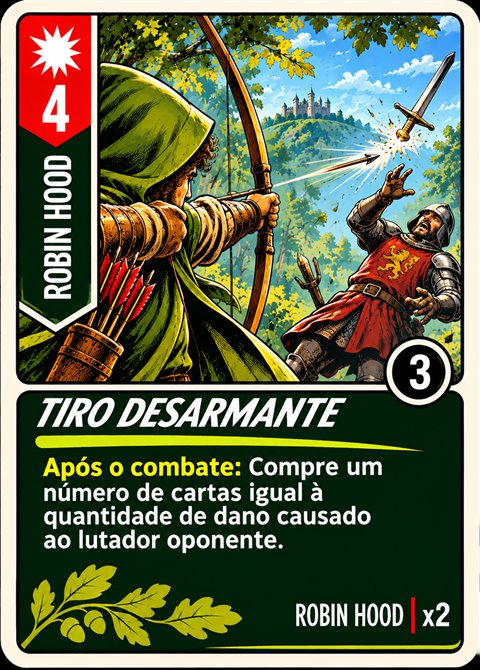 4
ROBIN HOOD
3
TIRO DESARMANTE
Após o combate: Compre um
número de cartas igual à
quantidade de dano causado
ao lutador oponente.
ROBIN HOOD | x2